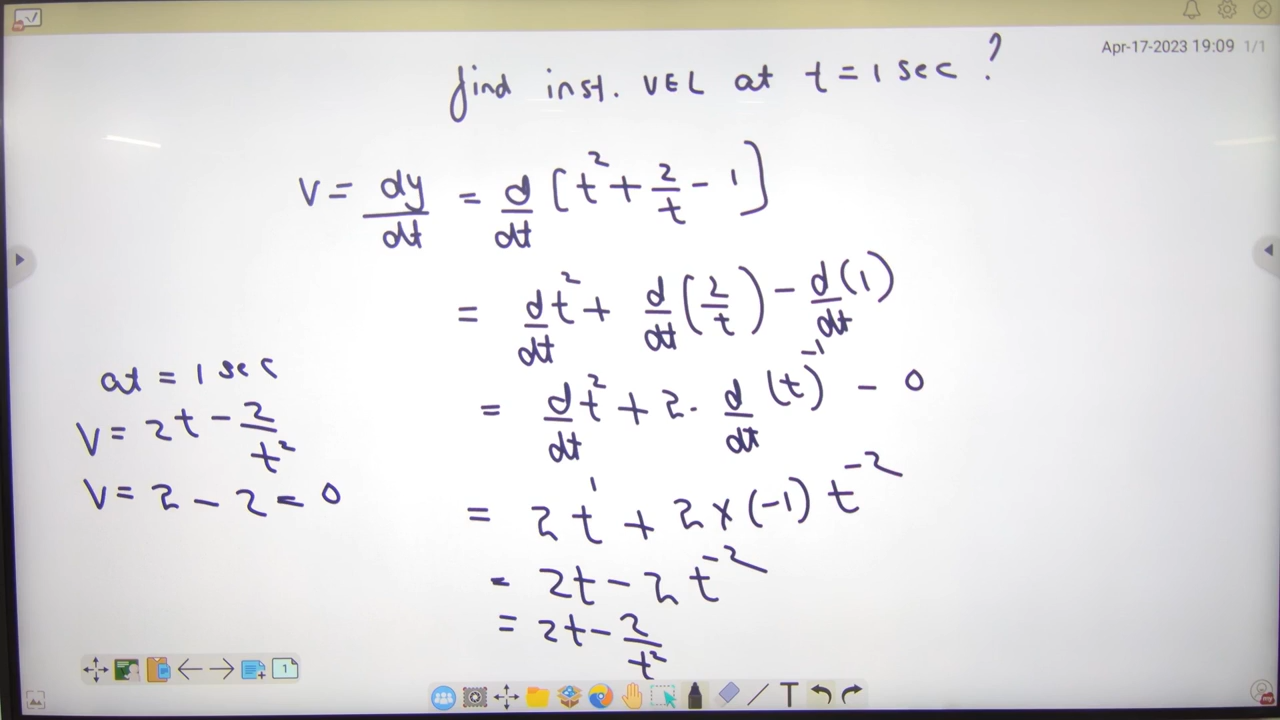 Apr-17-2023 19:09 1/1
find inst. VEL at t = 1 sec ?
V = dy/dt = d/dt [t² + 2/t - 1]
= d/dt t² + d/dt (2/t) - d/dt (1)
= d/dt t² + 2. d/dt (t)⁻¹ - 0
= 2t¹ + 2 × (-1) t⁻²
= 2t - 2t⁻²
= 2t - 2/t²
at = 1 sec
V = 2t - 2/t²
V = 2 - 2 = 0
1
T